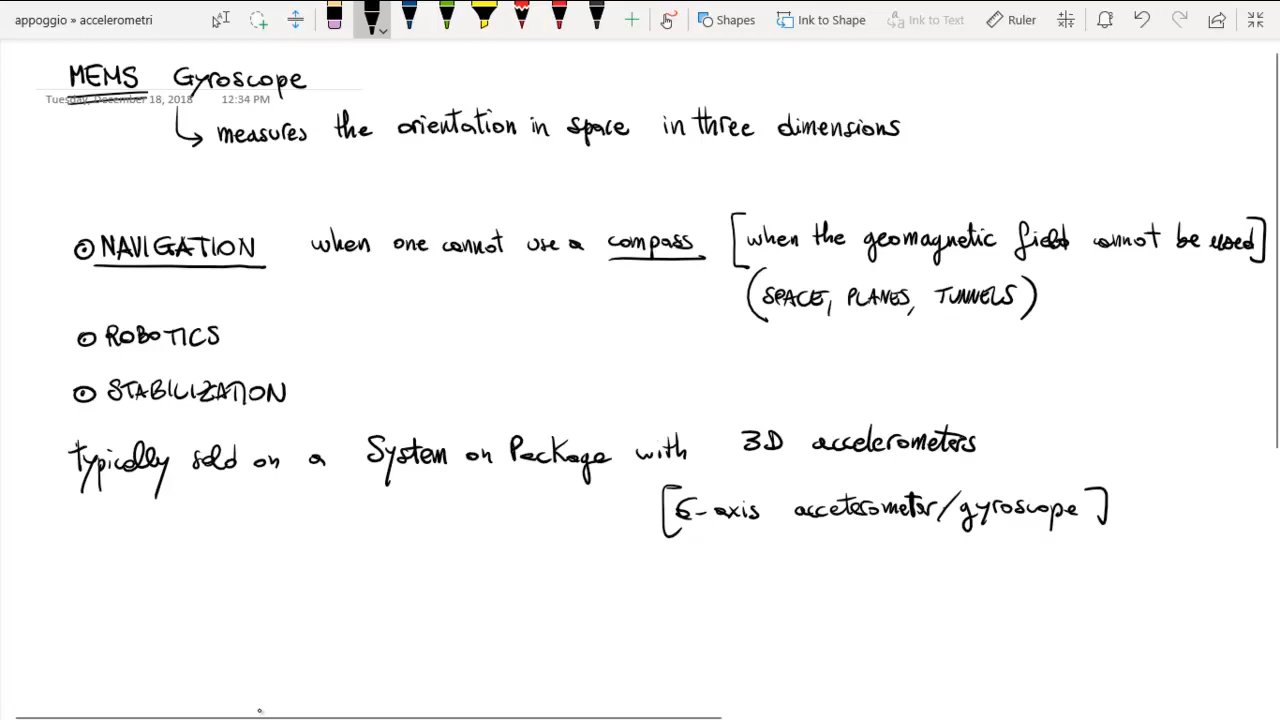 appoggio » accelerometri
Shapes Ink to Shape Ink to Text Ruler
MEMS Gyroscope
Tuesday, December 18, 2018 12:34 PM
measures the orientation in space in three dimensions
NAVIGATION when one cannot use a compass [when the geomagnetic field cannot be used]
(SPACE, PLANES, TUNNELS)
ROBOTICS
STABILIZATION
typically sold on a System on Package with 3D accelerometers
[6-axis acceterometer/gyroscope]